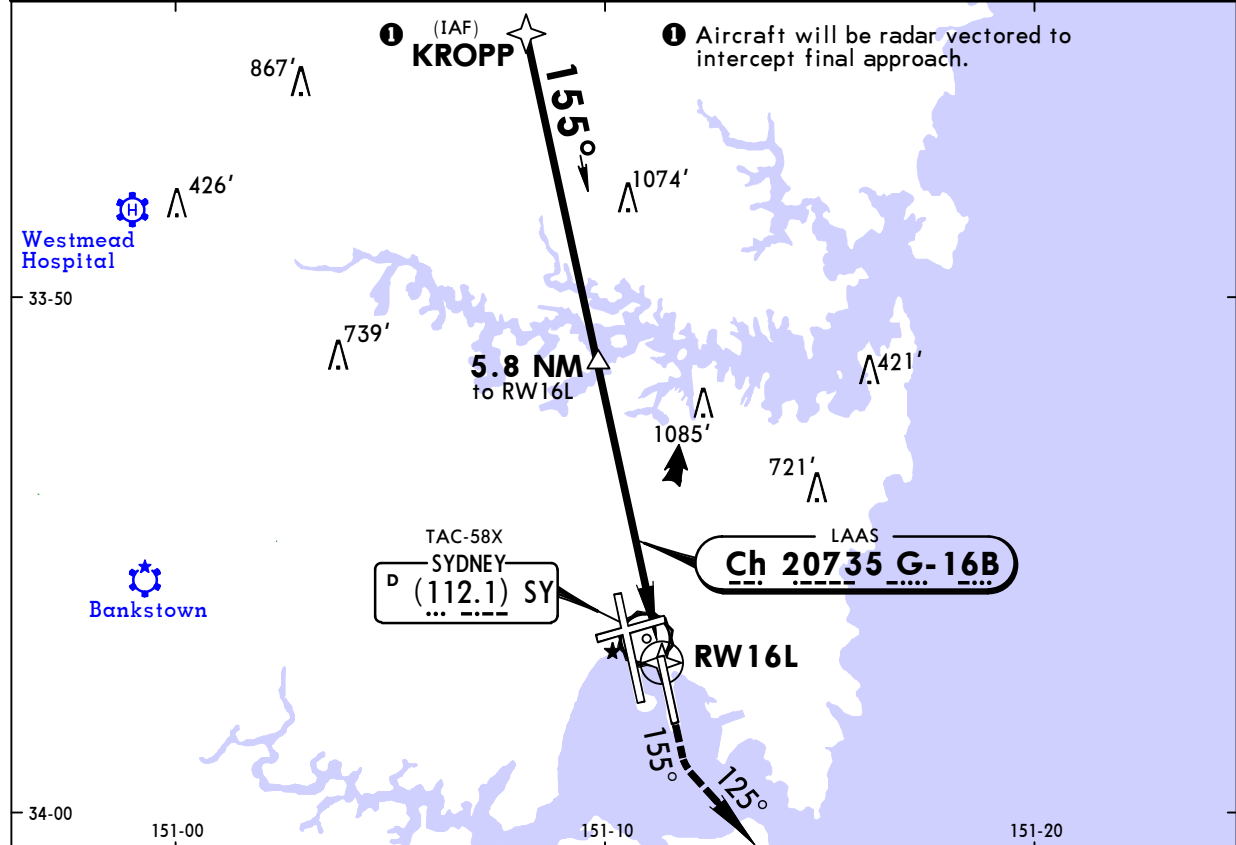 ❶ (IAF)
KROPP
❶ Aircraft will be radar vectored to
intercept final approach.
867'
155°
426'
1074'
H
Westmead
Hospital
33-50
739'
5.8 NM
to RW16L
421'
1085'
721'
TAC-58X
SYDNEY
D (112.1) SY
LAAS
Ch 20735 G-16B
Bankstown
RW16L
155°
125°
34-00
151-00
151-10
151-20